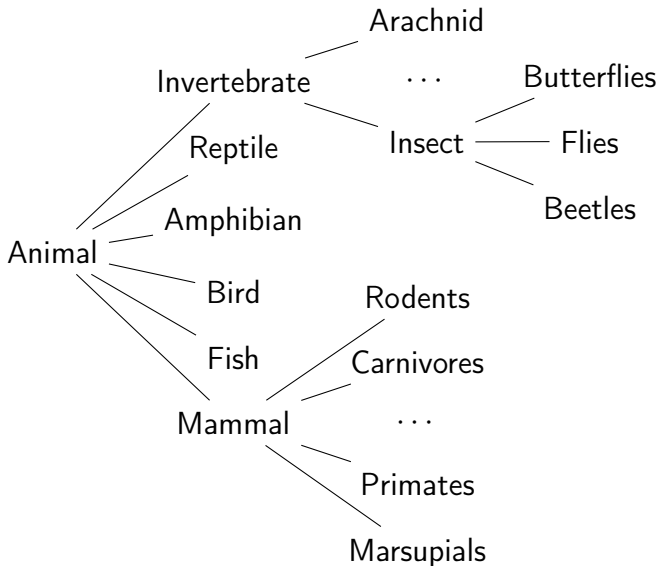 Arachnid
Invertebrate
...
Butterflies
Insect
Flies
Reptile
Beetles
Amphibian
Animal
Bird
Rodents
Fish
Carnivores
Mammal
...
Primates
Marsupials